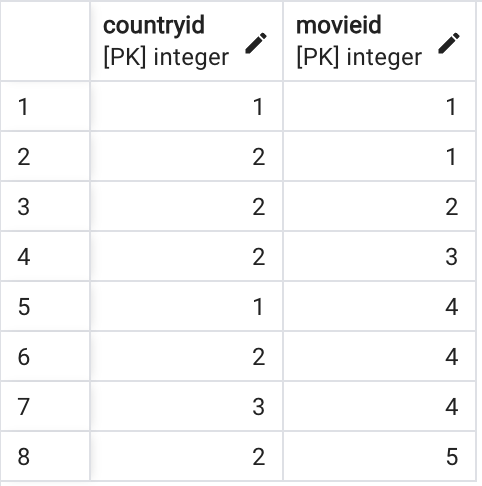 countryid movieid
[PK] integer [PK] integer
1 1 1
2 2 1
3 2 2
4 2 3
5 1 4
6 2 4
7 3 4
8 2 5